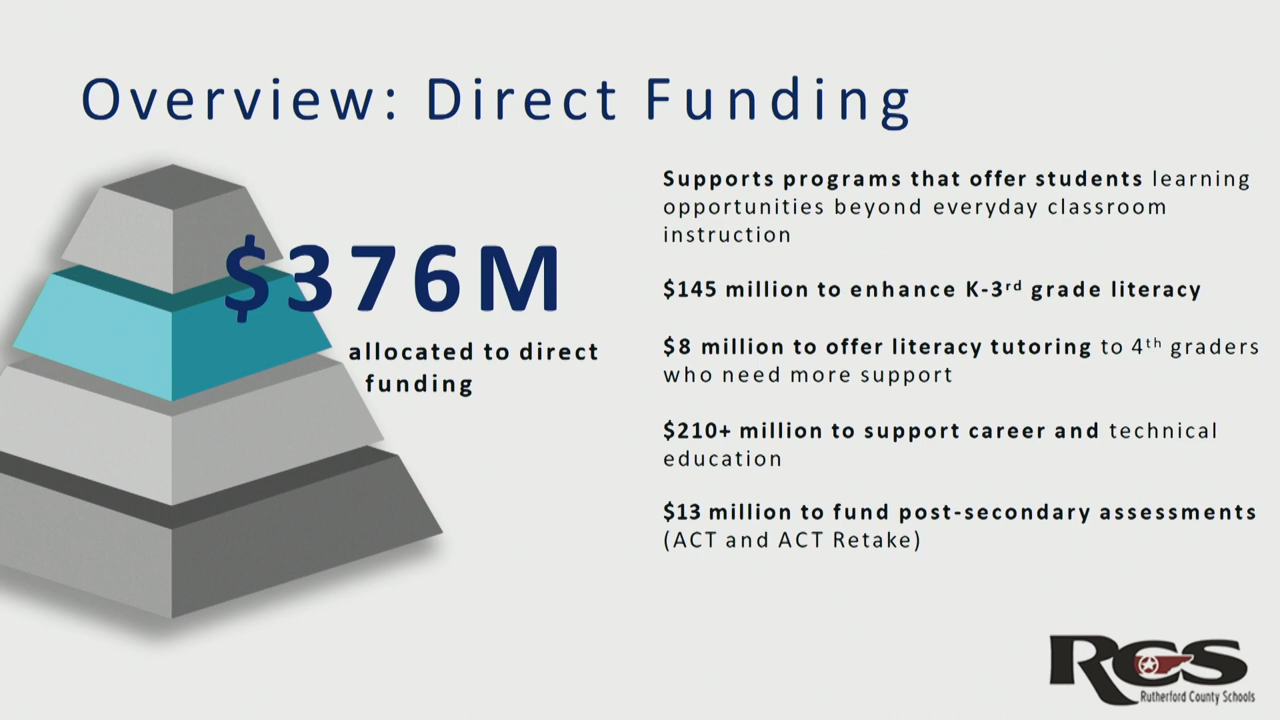 Overview: Direct Funding
$376M
allocated to direct
funding
Supports programs that offer students learning
opportunities beyond everyday classroom
instruction
$145 million to enhance K-3rd grade literacy
$8 million to offer literacy tutoring to 4th graders
who need more support
$210+ million to support career and technical
education
$13 million to fund post-secondary assessments
(ACT and ACT Retake)
RCS
Rutherford County Schools